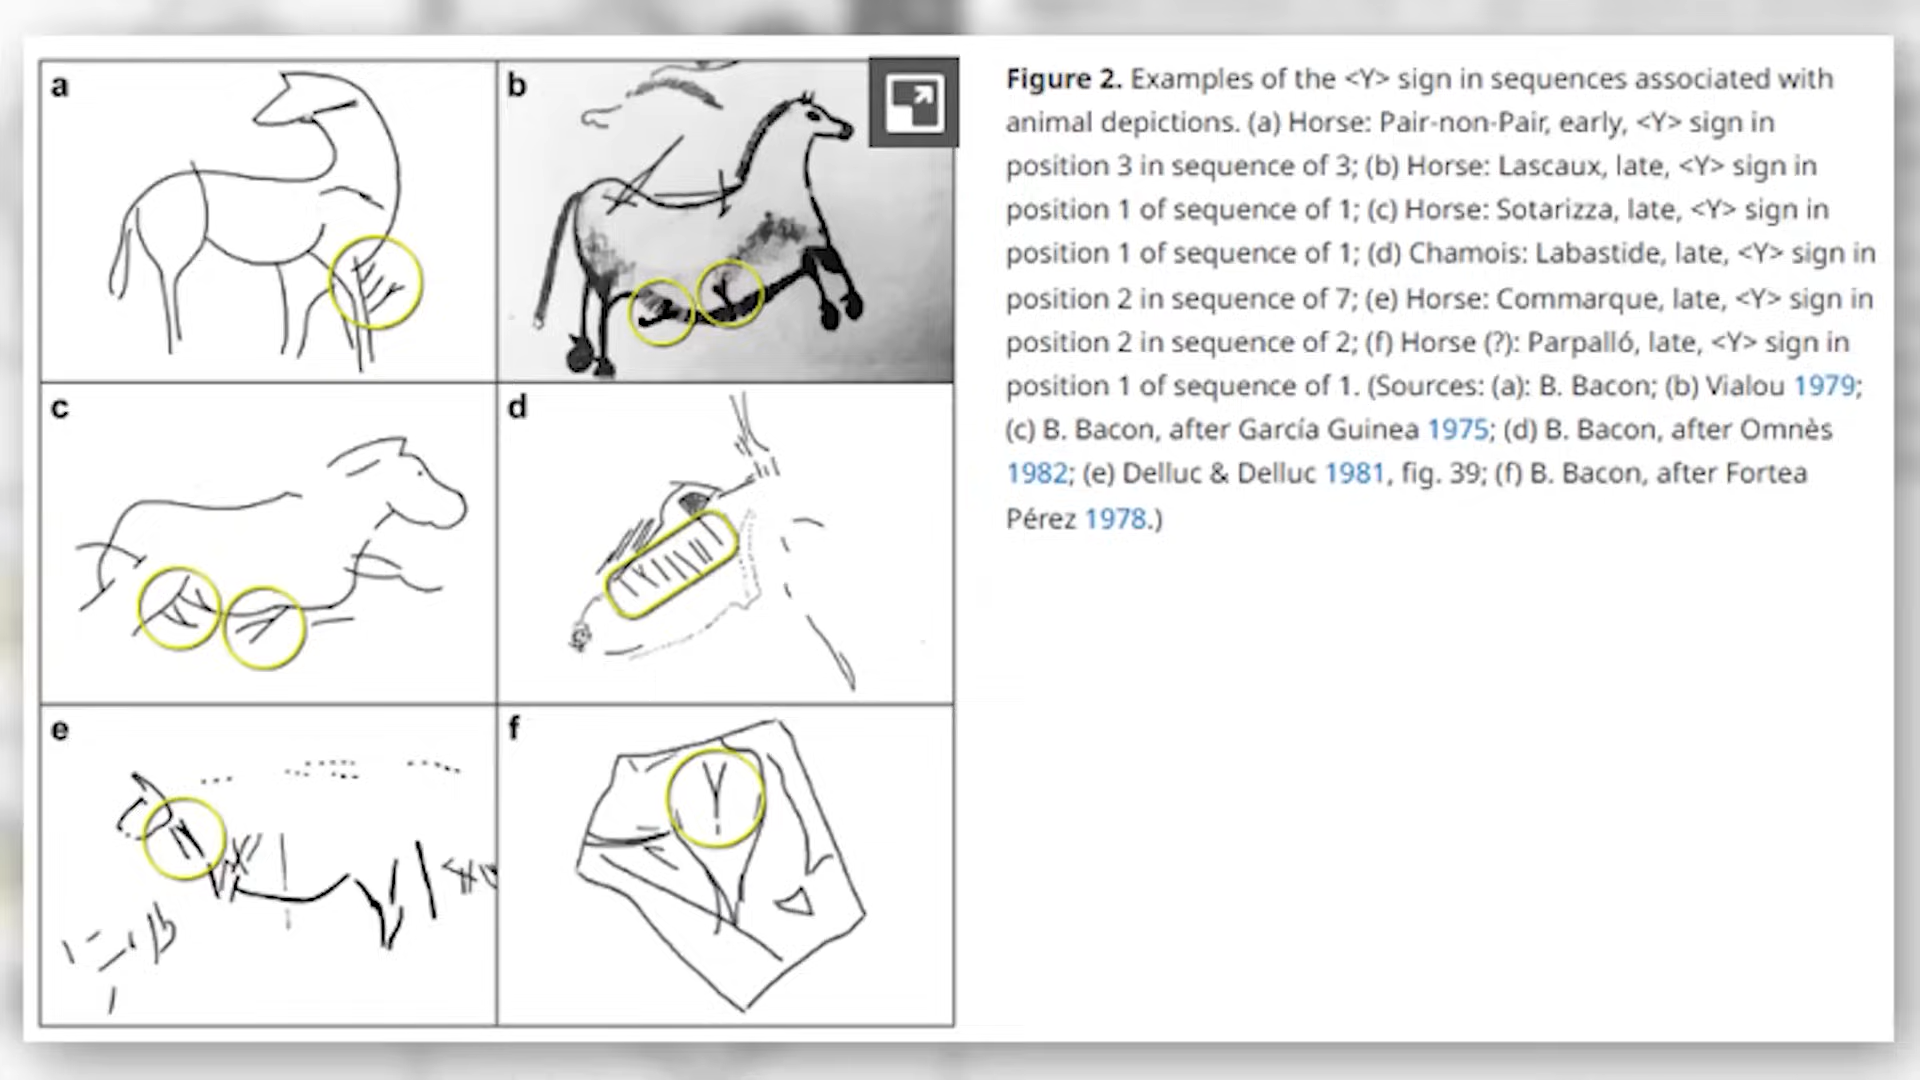 a
b
c
d
e
f
Figure 2. Examples of the <Y> sign in sequences associated with
animal depictions. (a) Horse: Pair-non-Pair, early, <Y> sign in
position 3 in sequence of 3; (b) Horse: Lascaux, late, <Y> sign in
position 1 of sequence of 1; (c) Horse: Sotarizza, late, <Y> sign in
position 1 of sequence of 1; (d) Chamois: Labastide, late, <Y> sign in
position 2 in sequence of 7; (e) Horse: Commarque, late, <Y> sign in
position 2 in sequence of 2; (f) Horse (?): Parpalló, late, <Y> sign in
position 1 of sequence of 1. (Sources: (a): B. Bacon; (b) Vialou 1979;
(c) B. Bacon, after García Guinea 1975; (d) B. Bacon, after Omnès
1982; (e) Delluc & Delluc 1981, fig. 39; (f) B. Bacon, after Fortea
Pérez 1978.)